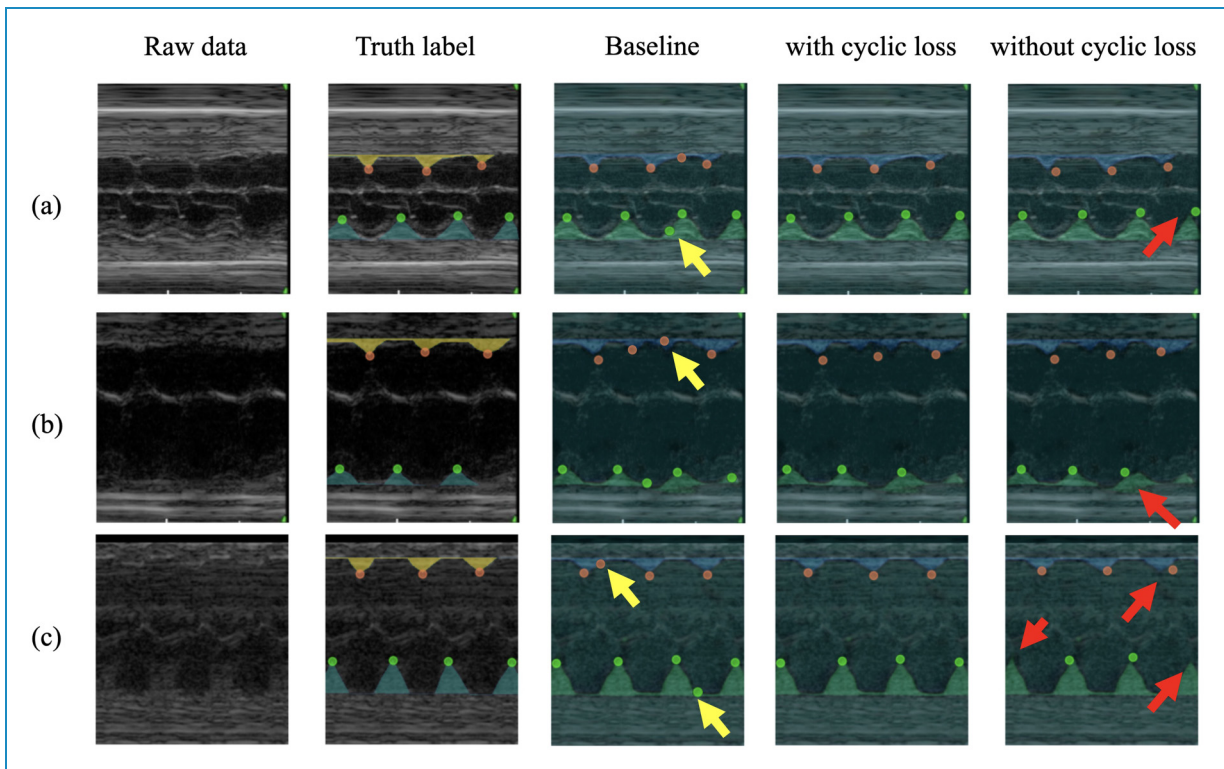 Raw data Truth label Baseline with cyclic loss without cyclic loss
(a)
(b)
(c)